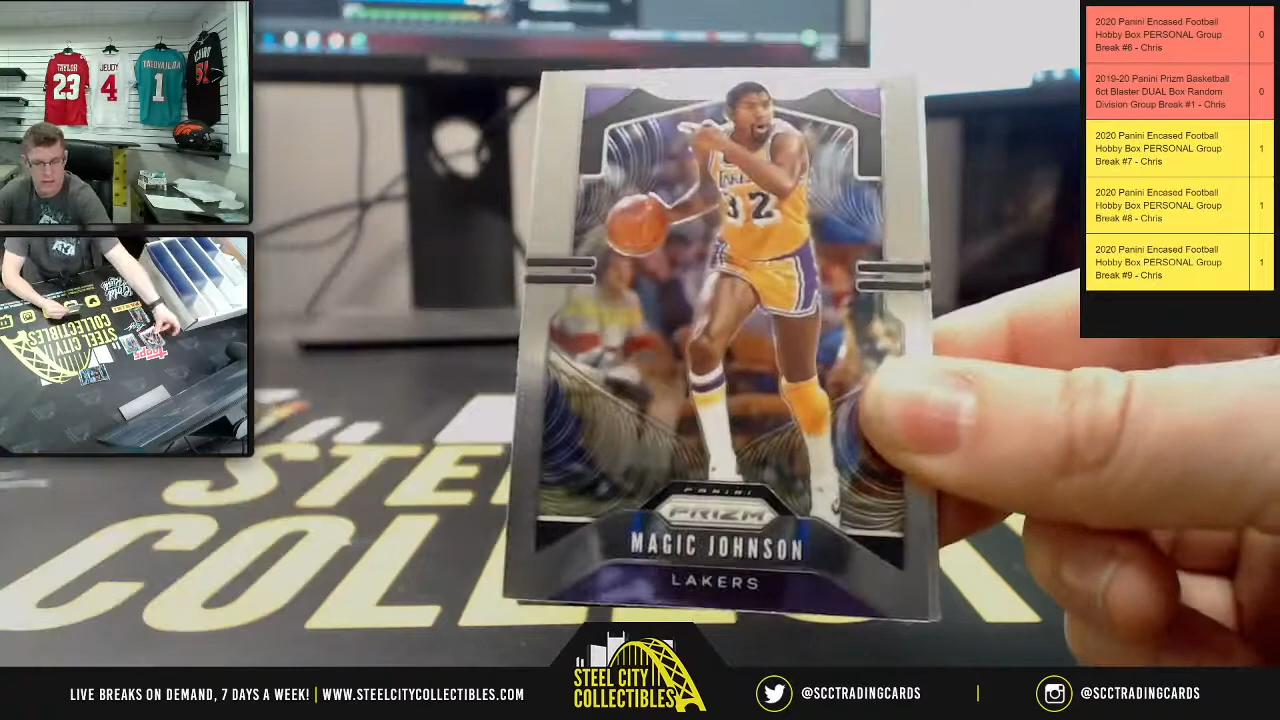 TAYLOR
23
JEUDY
4
TAGOVAILOA
1
51
STEEL CITY
COLLECTIBLES
Topps
2020 Panini Encased Football
Hobby Box PERSONAL Group
Break #6 - Chris
0
2019-20 Panini Prizm Basketball
6ct Blaster DUAL Box Random
Division Group Break #1 - Chris
0
2020 Panini Encased Football
Hobby Box PERSONAL Group
Break #7 - Chris
1
2020 Panini Encased Football
Hobby Box PERSONAL Group
Break #8 - Chris
1
2020 Panini Encased Football
Hobby Box PERSONAL Group
Break #9 - Chris
1
32
PANINI
PRIZM
MAGIC JOHNSON
LAKERS
STEE
COLLE
STEEL CITY
COLLECTIBLES
LIVE BREAKS ON DEMAND, 7 DAYS A WEEK! | WWW.STEELCITYCOLLECTIBLES.COM
@SCCTRADINGCARDS
|
@SCCTRADINGCARDS